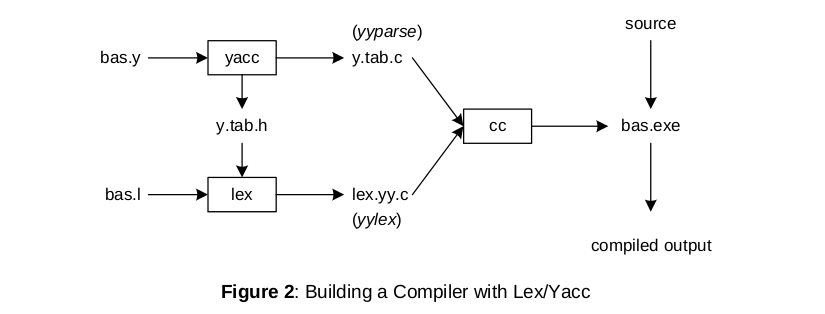 source
(yyparse)
bas.y
yacc
y.tab.c
y.tab.h
cc
bas.exe
bas.l
lex
lex.yy.c
(yylex)
compiled output
Figure 2: Building a Compiler with Lex/Yacc